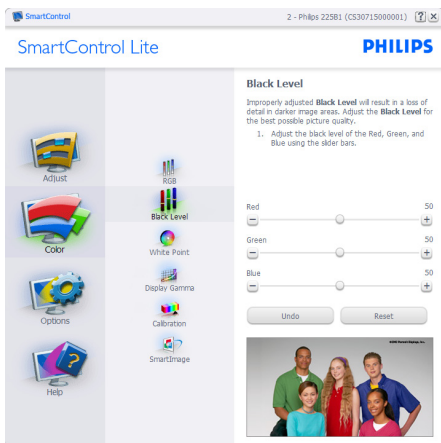 SmartControl
2 - Philips 225B1 (CS30715000001)
SmartControl Lite
PHILIPS
Adjust
Color
Options
Help
RGB
Black Level
White Point
Display Gamma
Calibration
SmartImage
Black Level
Improperly adjusted Black Level will result in a loss of
detail in darker image areas. Adjust the Black Level for
the best possible picture quality.
1. Adjust the black level of the Red, Green, and
Blue using the slider bars.
Red 50
Green 50
Blue 50
Undo Reset